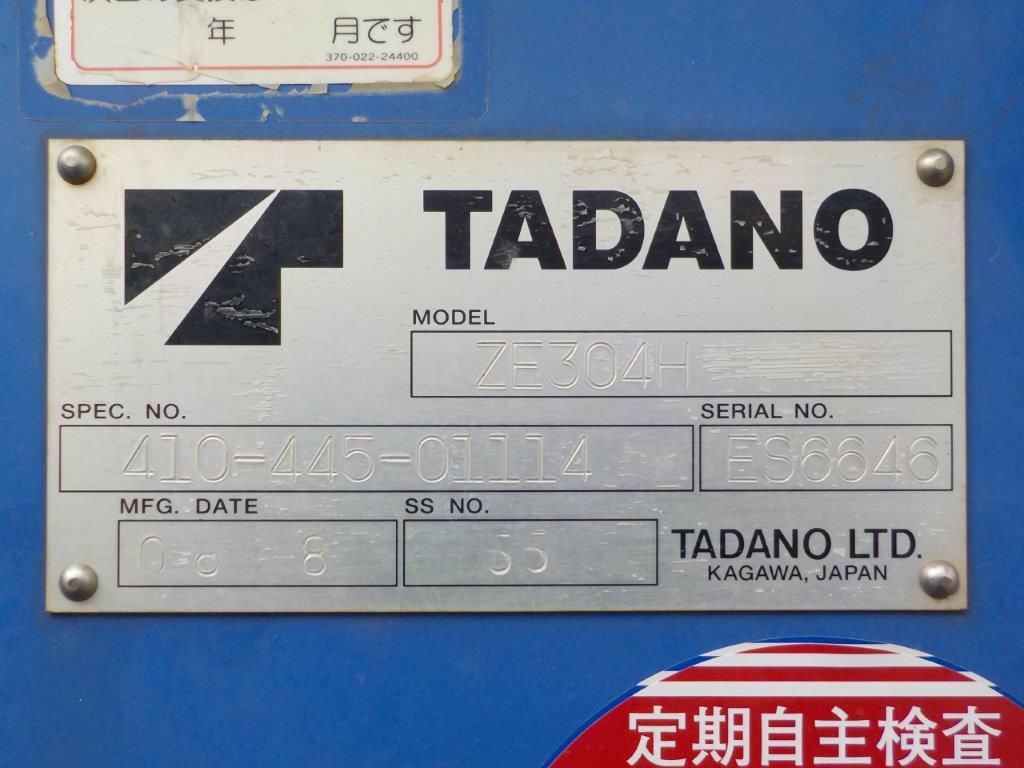 年 月です
370-022-24400
TADANO
MODEL
ZE304H
SPEC. NO.
410-445-01114
SERIAL NO.
ES6646
MFG. DATE
SS NO.
55
TADANO LTD.
KAGAWA, JAPAN
定期自主検査